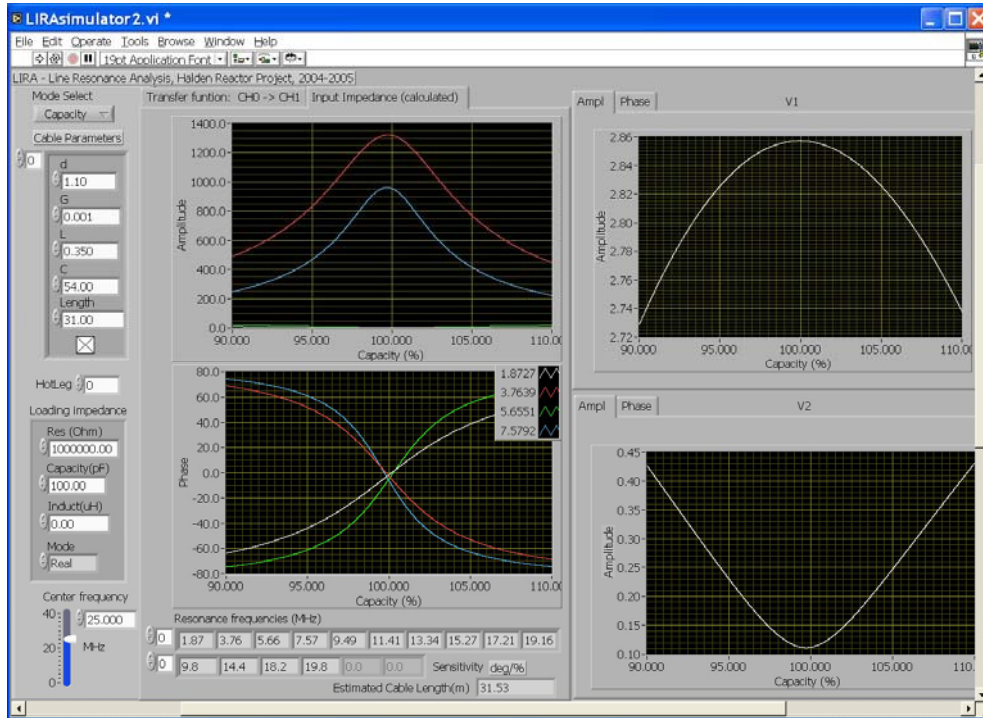 LIRAsimulator2.vi *
File Edit Operate Tools Browse Window Help
19pt Application Font
LIRA - Line Resonance Analysis, Halden Reactor Project, 2004-2005
Mode Select
Capacity
Cable Parameters
0
d
1.10
G
0.001
L
0.350
C
54.00
Length
31.00
HotLeg 0
Loading impedance
Res (Ohm)
1000000.00
Capacity(pF)
100.00
Induct(uH)
0.00
Mode
Real
Center frequency
25.000
MHz
40
20
0
Transfer funtion: CH0 -> CH1 Input Impedance (calculated)
1400.0
1200.0
1000.0
800.0
600.0
400.0
200.0
0.0
Amplitude
90.000 95.000 100.000 105.000 110.00
Capacity (%)
80.0
60.0
40.0
20.0
0.0
-20.0
-40.0
-60.0
-80.0
Phase
1.8727
3.7639
5.6551
7.5792
90.000 95.000 100.000 105.000 110.00
Capacity (%)
Resonance frequencies (MHz)
0 1.87 3.76 5.66 7.57 9.49 11.41 13.34 15.27 17.21 19.16
0 9.8 14.4 18.2 19.8 0.0 0.0 Sensitivity deg/%
Estimated Cable Length(m) 31.53
Ampl Phase V1
2.86
2.84
2.82
2.80
2.78
2.76
2.74
2.72
Amplitude
90.000 95.000 100.000 105.000 110.0
Capacity (%)
Ampl Phase V2
0.45
0.40
0.35
0.30
0.25
0.20
0.15
0.10
Amplitude
90.000 95.000 100.000 105.000 110.0
Capacity (%)